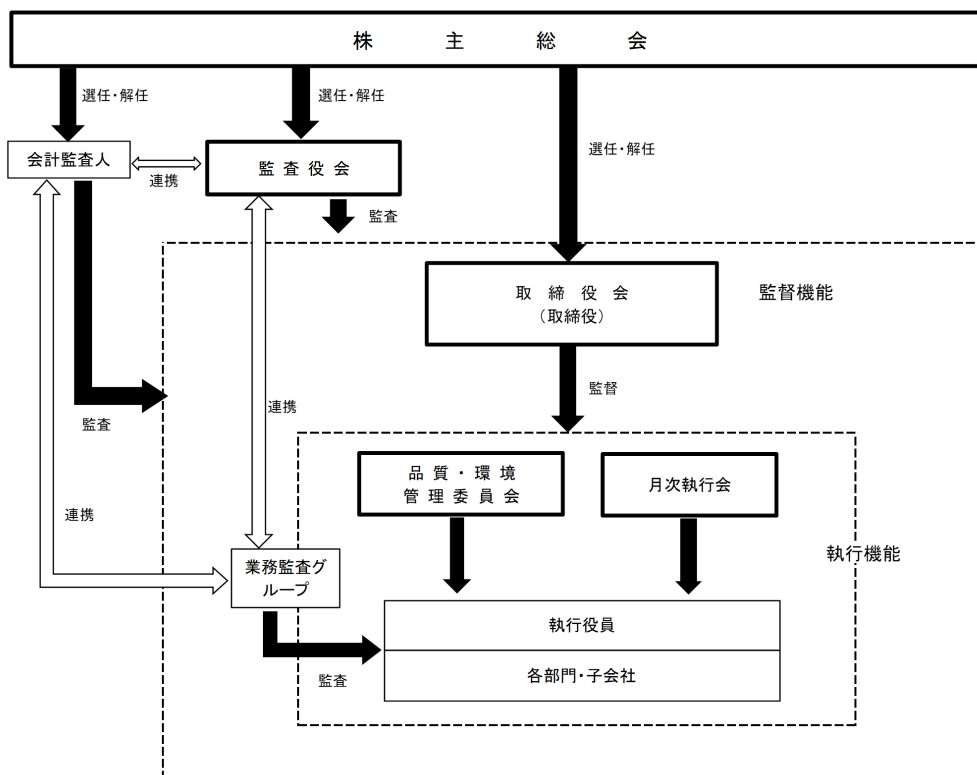 株主総会
選任・解任
選任・解任
選任・解任
会計監査人
連携
監査役会
監査
取締役会
（取締役）
監督機能
監督
監査
連携
品質・環境
管理委員会
月次執行会
連携
執行機能
業務監査グ
ループ
執行役員
監査
各部門・子会社